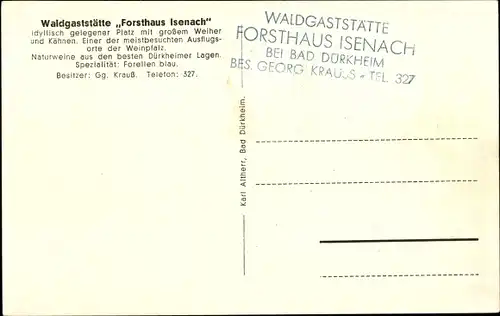 Waldgaststätte „Forsthaus Isenach"
Idyllisch gelegener Platz mit großem Weiher
und Kähnen. Einer der meistbesuchten Ausflugs-
orte der Weinpfalz.
Naturweine aus den besten Dürkheimer Lagen.
Spezialität: Forellen blau.
Besitzer: Gg. Krauß. Telefon: 327.
WALDGASTSTÄTTE
FORSTHAUS ISENACH
BEI BAD DÜRKHEIM
BES. GEORG KRAUSS - TEL. 327
Karl Altherr, Bad Dürkheim.